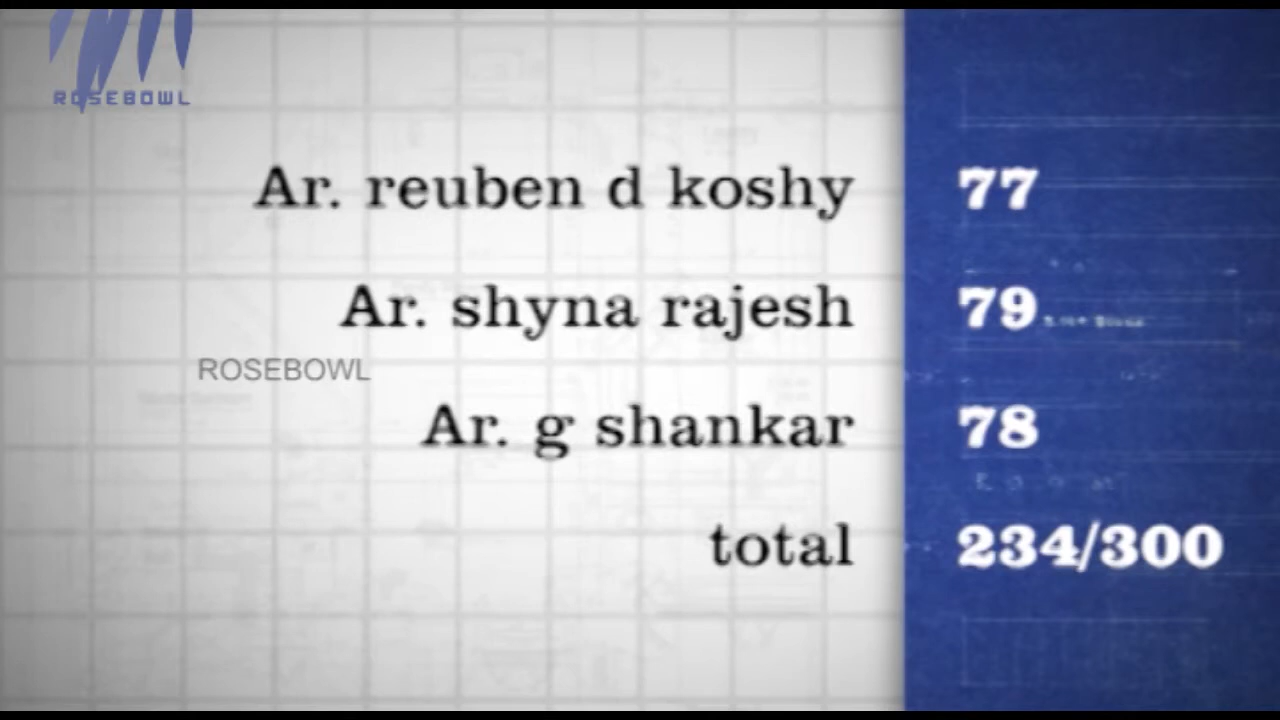 ROSEBOWL
Ar. reuben d koshy 77
Ar. shyna rajesh 79
ROSEBOWL
Ar. g shankar 78
total 234/300